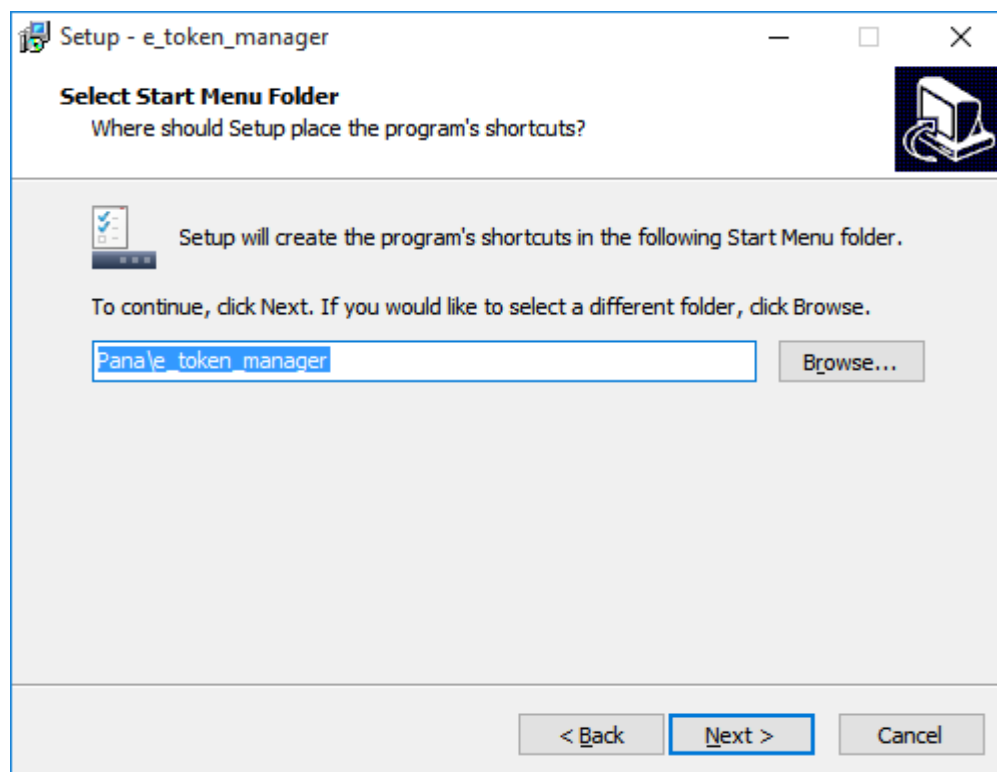 Setup - e_token_manager
Select Start Menu Folder
Where should Setup place the program's shortcuts?
Setup will create the program's shortcuts in the following Start Menu folder.
To continue, click Next. If you would like to select a different folder, click Browse.
Pana\e_token_manager
Browse...
< Back
Next >
Cancel